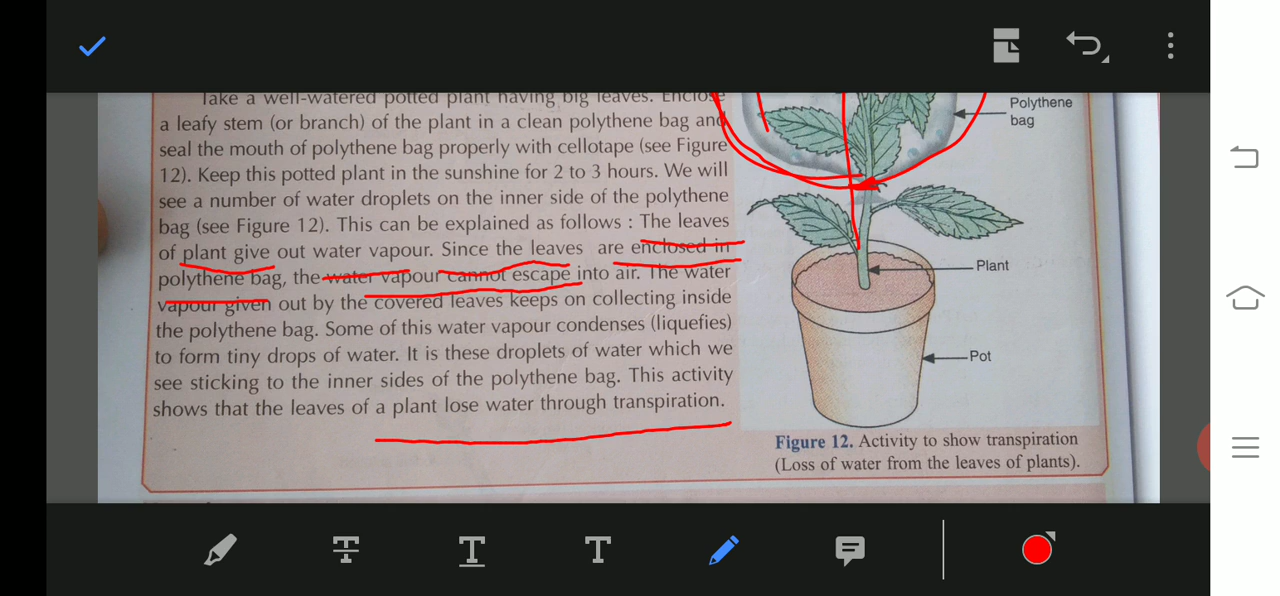 Take a well-watered potted plant having big leaves. Enclose
a leafy stem (or branch) of the plant in a clean polythene bag and
seal the mouth of polythene bag properly with cellotape (see Figure
12). Keep this potted plant in the sunshine for 2 to 3 hours. We will
see a number of water droplets on the inner side of the polythene
bag (see Figure 12). This can be explained as follows : The leaves
of plant give out water vapour. Since the leaves are enclosed in
polythene bag, the water vapour cannot escape into air. The water
vapour given out by the covered leaves keeps on collecting inside
the polythene bag. Some of this water vapour condenses (liquefies)
to form tiny drops of water. It is these droplets of water which we
see sticking to the inner sides of the polythene bag. This activity
shows that the leaves of a plant lose water through transpiration.
Polythene
bag
Plant
Pot
Figure 12. Activity to show transpiration
(Loss of water from the leaves of plants).
T
T
T